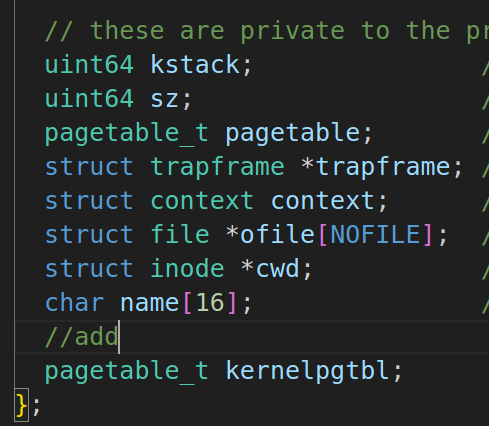 // these are private to the pr
uint64 kstack; /
uint64 sz; /
pagetable_t pagetable; /
struct trapframe *trapframe; /
struct context context; /
struct file *ofile[NOFILE]; /
struct inode *cwd; /
char name[16]; /
//add
pagetable_t kernelpgtbl;
};